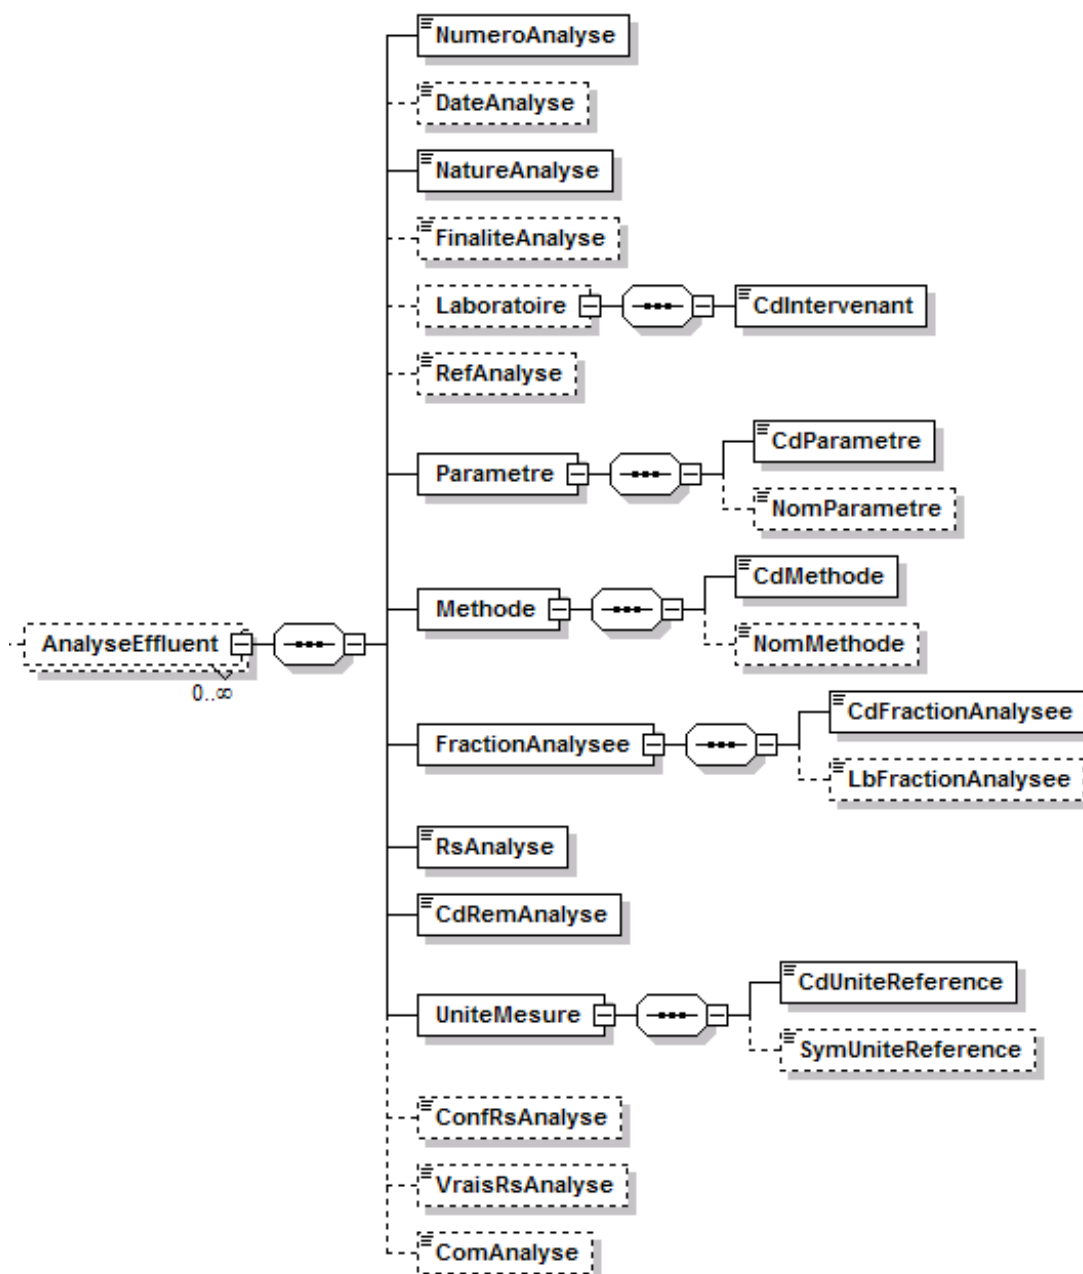 NumeroAnalyse
DateAnalyse
NatureAnalyse
FinaliteAnalyse
Laboratoire
CdIntervenant
RefAnalyse
Parametre
CdParametre
NomParametre
Methode
CdMethode
NomMethode
AnalyseEffluent
0..∞
FractionAnalysee
CdFractionAnalysee
LbFractionAnalysee
RsAnalyse
CdRemAnalyse
UniteMesure
CdUniteReference
SymUniteReference
ConfRsAnalyse
VraisRsAnalyse
ComAnalyse